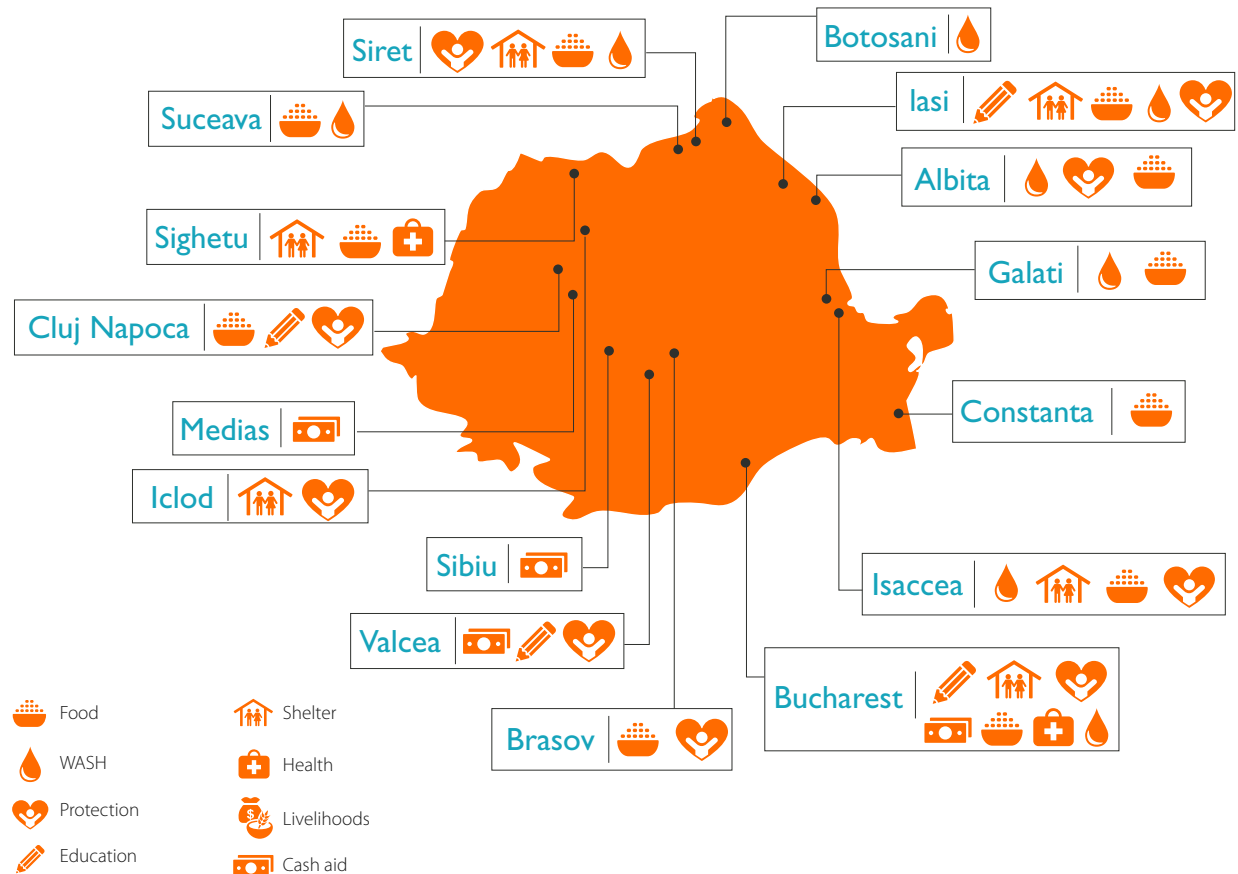 Siret
Botosani
Suceava
Iasi
Albita
Sighetu
Galati
Cluj Napoca
Constanta
Medias
Iclod
Sibiu
Isaccea
Valcea
Bucharest
Brasov
Food
Shelter
WASH
Health
Protection
Livelihoods
Education
Cash aid
$